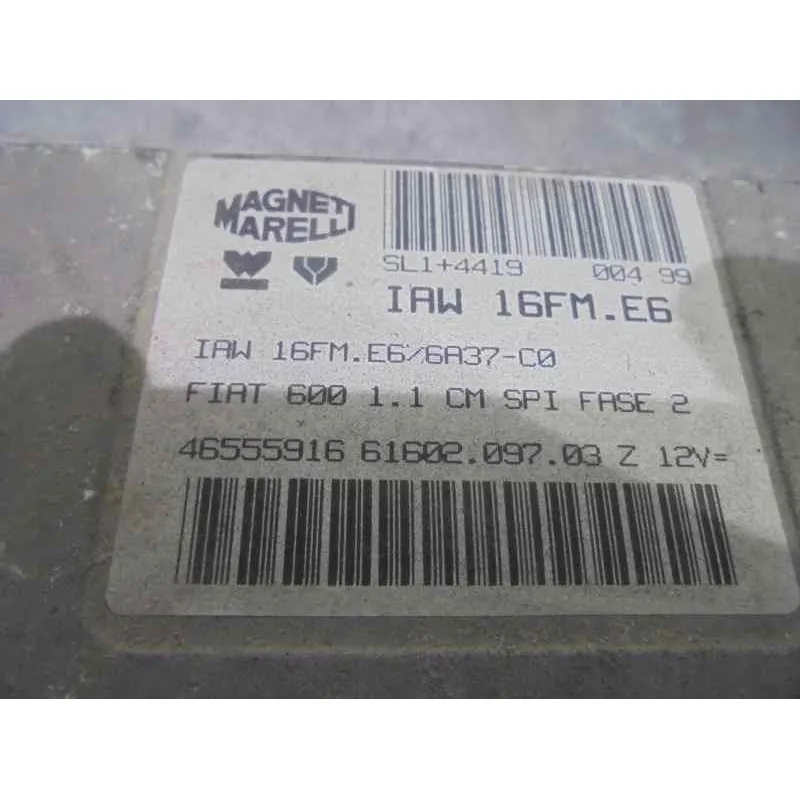 MAGNETI
MARELLI
SL1+4419 004 99
IAW 16FM.E6
IAW 16FM.E6/6A37-C0
FIAT 600 1.1 CM SPI FASE 2
46555916 61602.097.03 Z 12V=